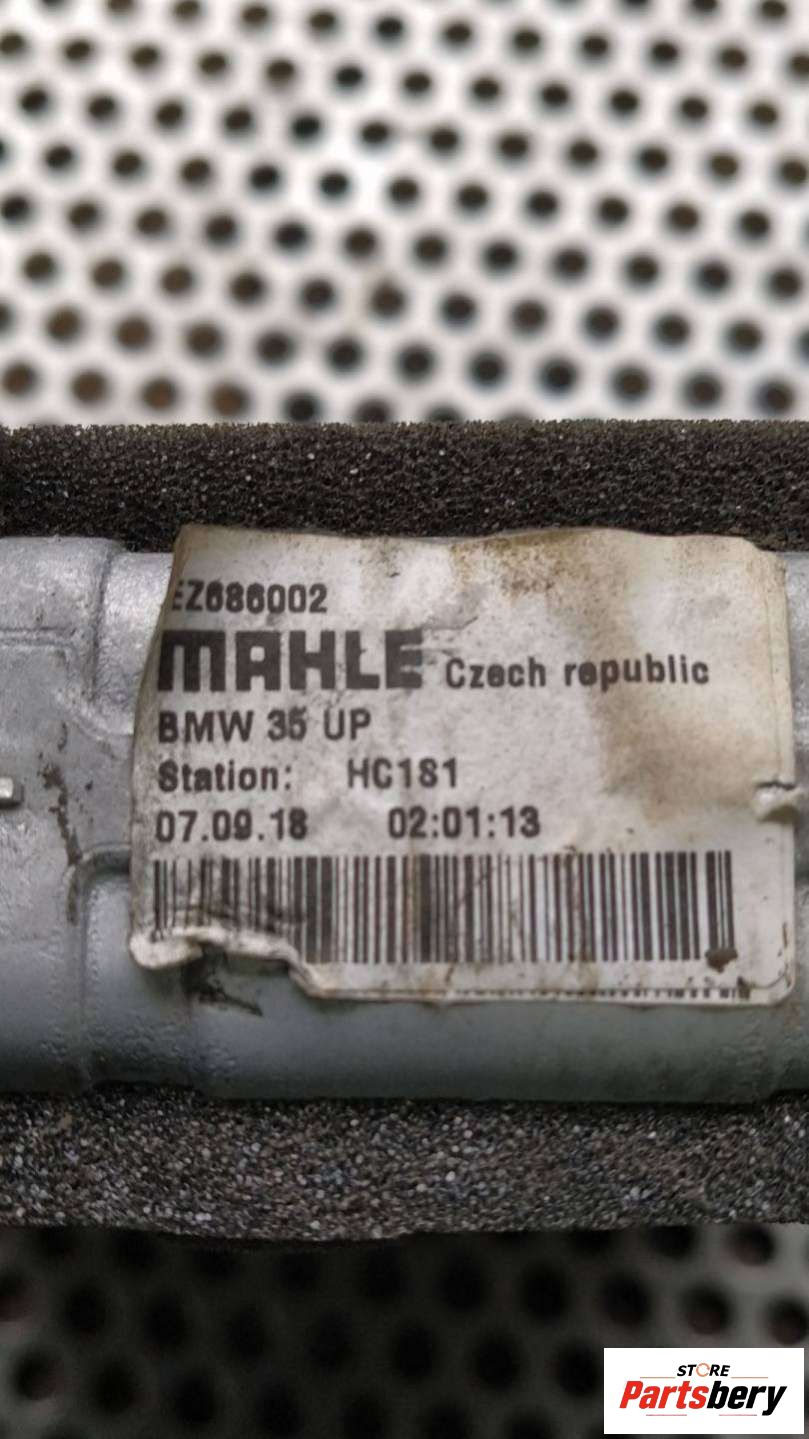 EZ686002
MAHLE Czech republic
BMW 35 UP
Station: HC181
07.09.18 02:01:13
STORE
Partsbery